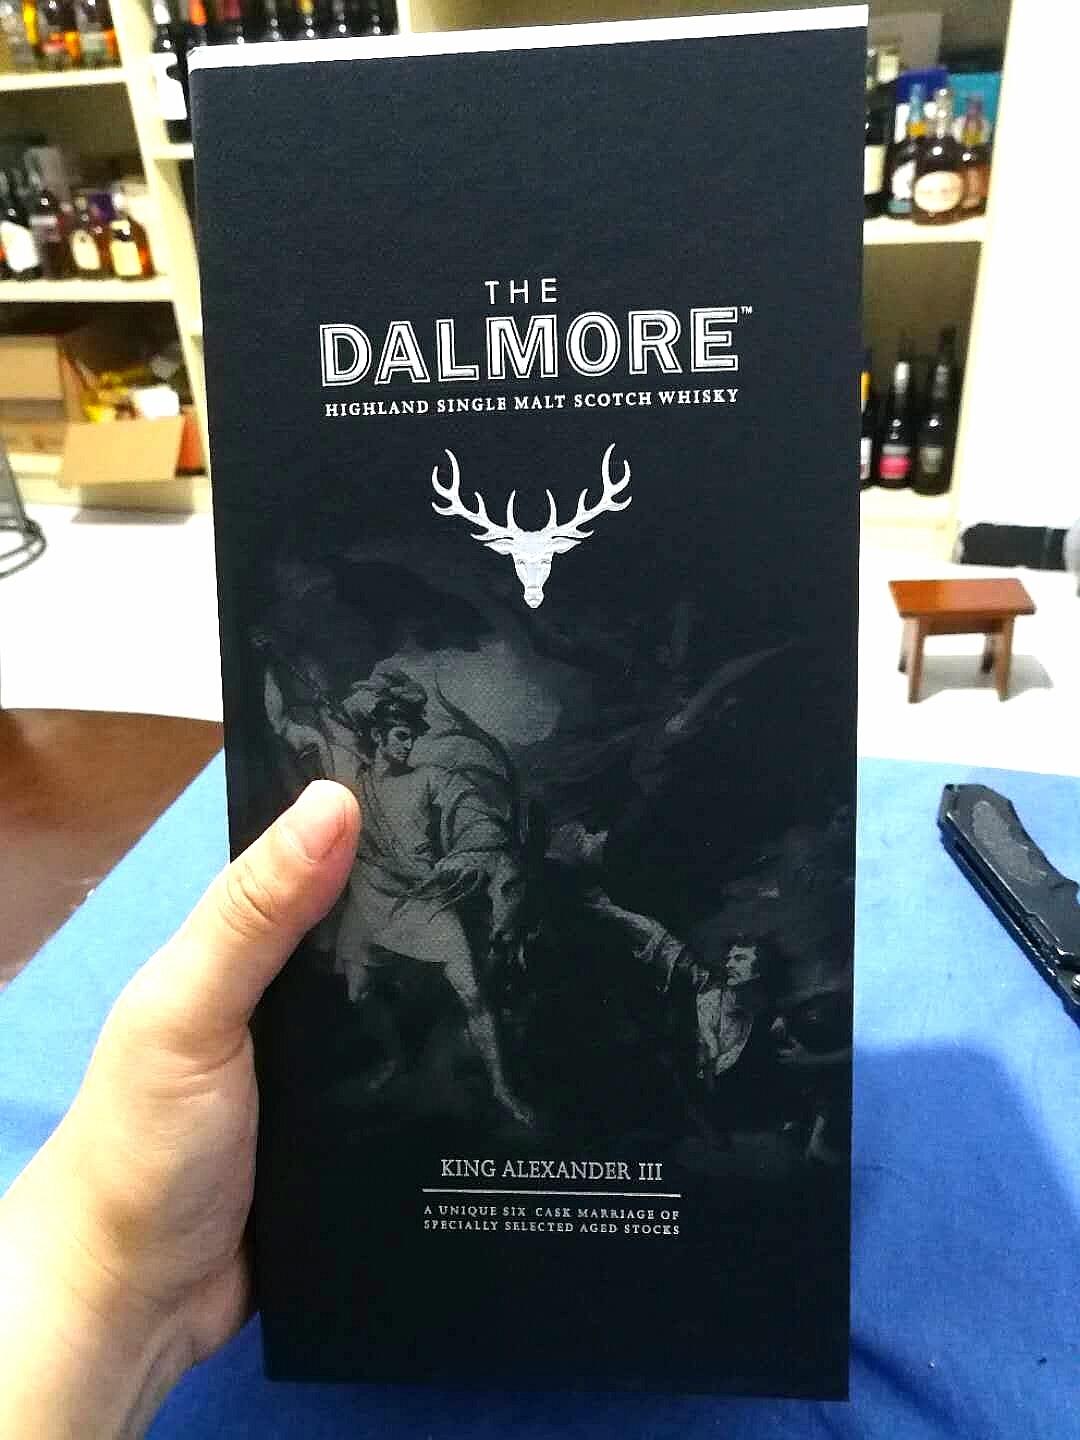 THE
DALMORE™
HIGHLAND SINGLE MALT SCOTCH WHISKY
KING ALEXANDER III
A UNIQUE SIX CASK MARRIAGE OF
SPECIALLY SELECTED AGED STOCKS